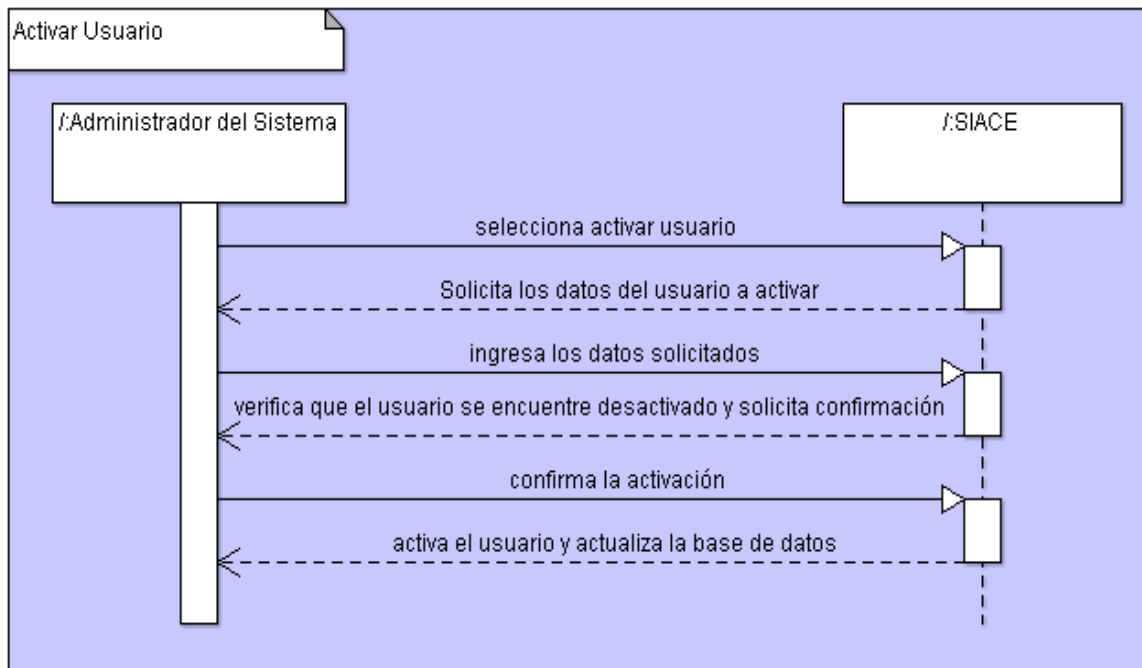 Activar Usuario
/:Administrador del Sistema
/:SIACE
selecciona activar usuario
Solicita los datos del usuario a activar
ingresa los datos solicitados
verifica que el usuario se encuentre desactivado y solicita confirmación
confirma la activación
activa el usuario y actualiza la base de datos